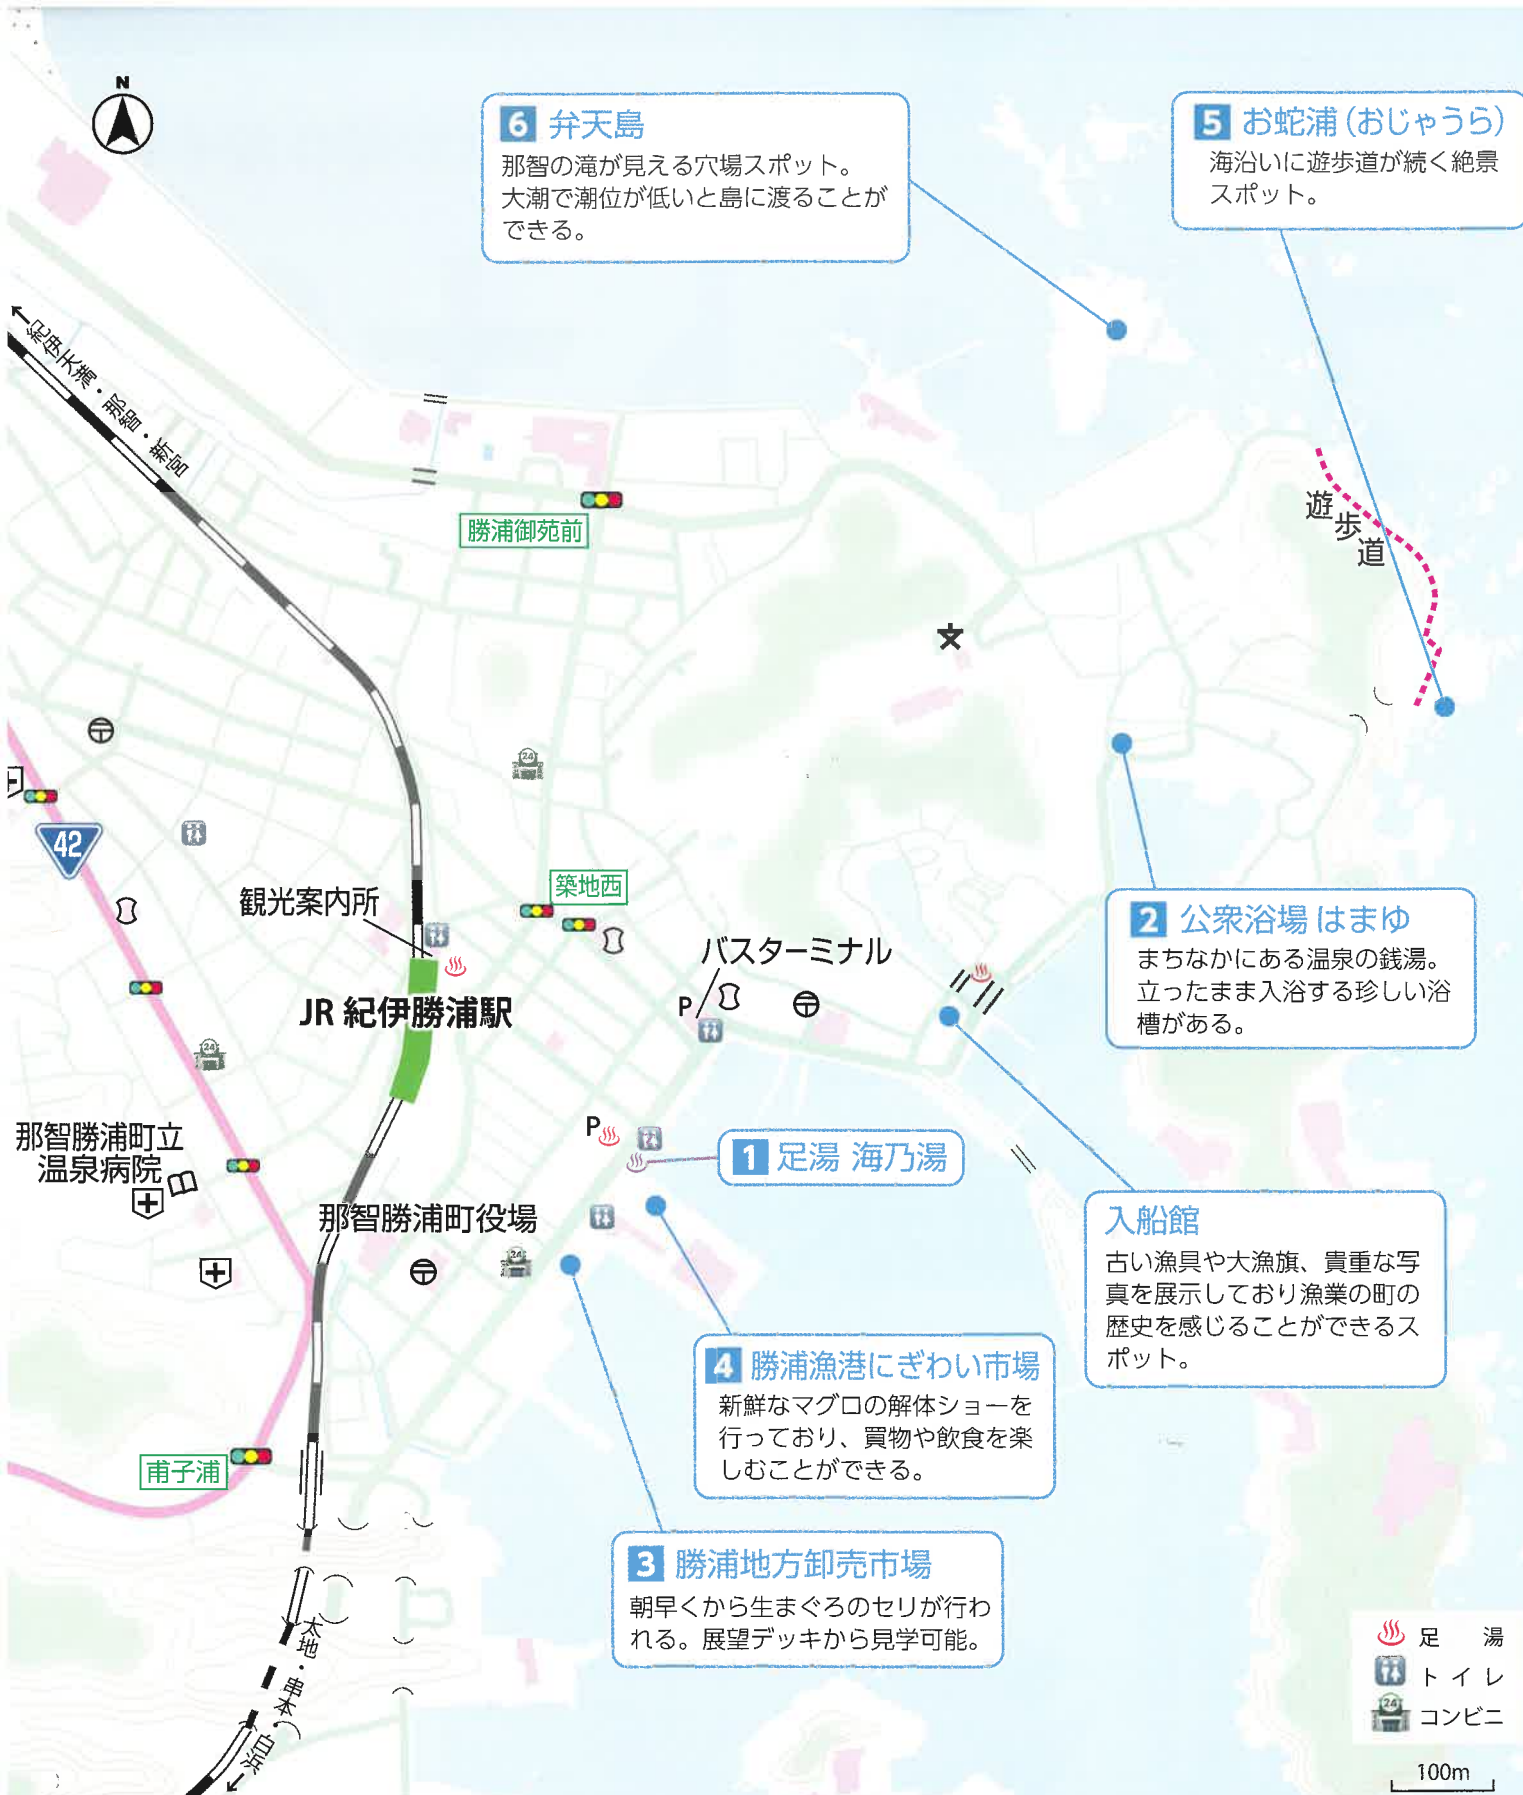 N
6 弁天島
那智の滝が見える穴場スポット。
大潮で潮位が低いと島に渡ることが
できる。
5 お蛇浦(おじゃうら)
海沿いに遊歩道が続く絶景
スポット。
紀伊天満・那智・新宮
勝浦御苑前
遊歩道
42
観光案内所
築地西
バスターミナル
P
JR 紀伊勝浦駅
2 公衆浴場 はまゆ
まちなかにある温泉の銭湯。
立ったまま入浴する珍しい浴
槽がある。
那智勝浦町立
温泉病院
P
1 足湯 海乃湯
那智勝浦町役場
入船館
古い漁具や大漁旗、貴重な写
真を展示しており漁業の町の
歴史を感じることができるス
ポット。
4 勝浦漁港にぎわい市場
新鮮なマグロの解体ショーを
行っており、買物や飲食を楽
しむことができる。
甫子浦
3 勝浦地方卸売市場
朝早くから生まぐろのセリが行わ
れる。展望デッキから見学可能。
太地・串本・白浜
足 湯
トイレ
24
コンビニ
100m